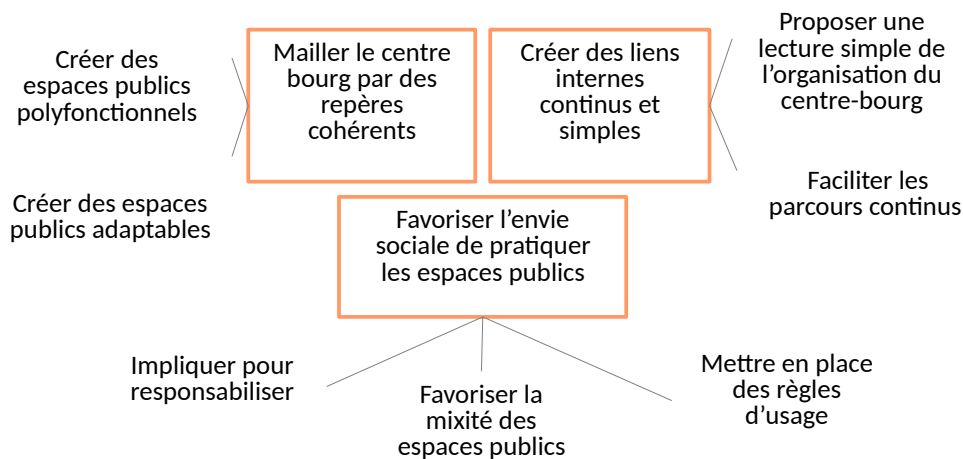 Créer des
espaces publics
polyfonctionnels
Créer des espaces
publics adaptables
Mailler le centre
bourg par des
repères
cohérents
Créer des liens
internes
continus et
simples
Proposer une
lecture simple de
l’organisation du
centre-bourg
Faciliter les
parcours continus
Favoriser l’envie
sociale de pratiquer
les espaces publics
Impliquer pour
responsabiliser
Favoriser la
mixité des
espaces publics
Mettre en place
des règles
d’usage